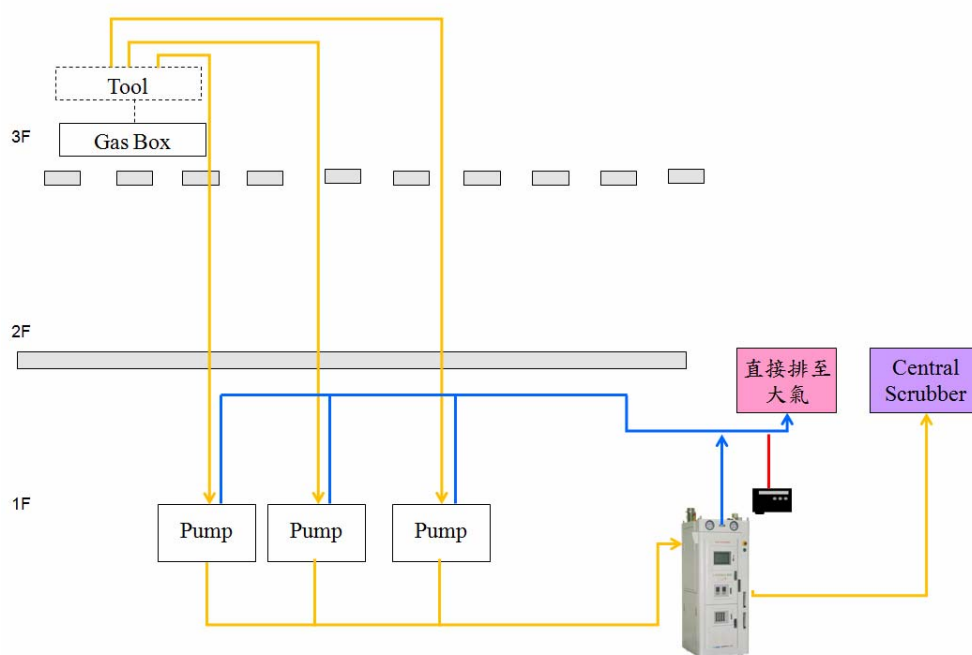 Tool
Gas Box
3F
2F
直接排至
大氣
Central
Scrubber
1F
Pump
Pump
Pump